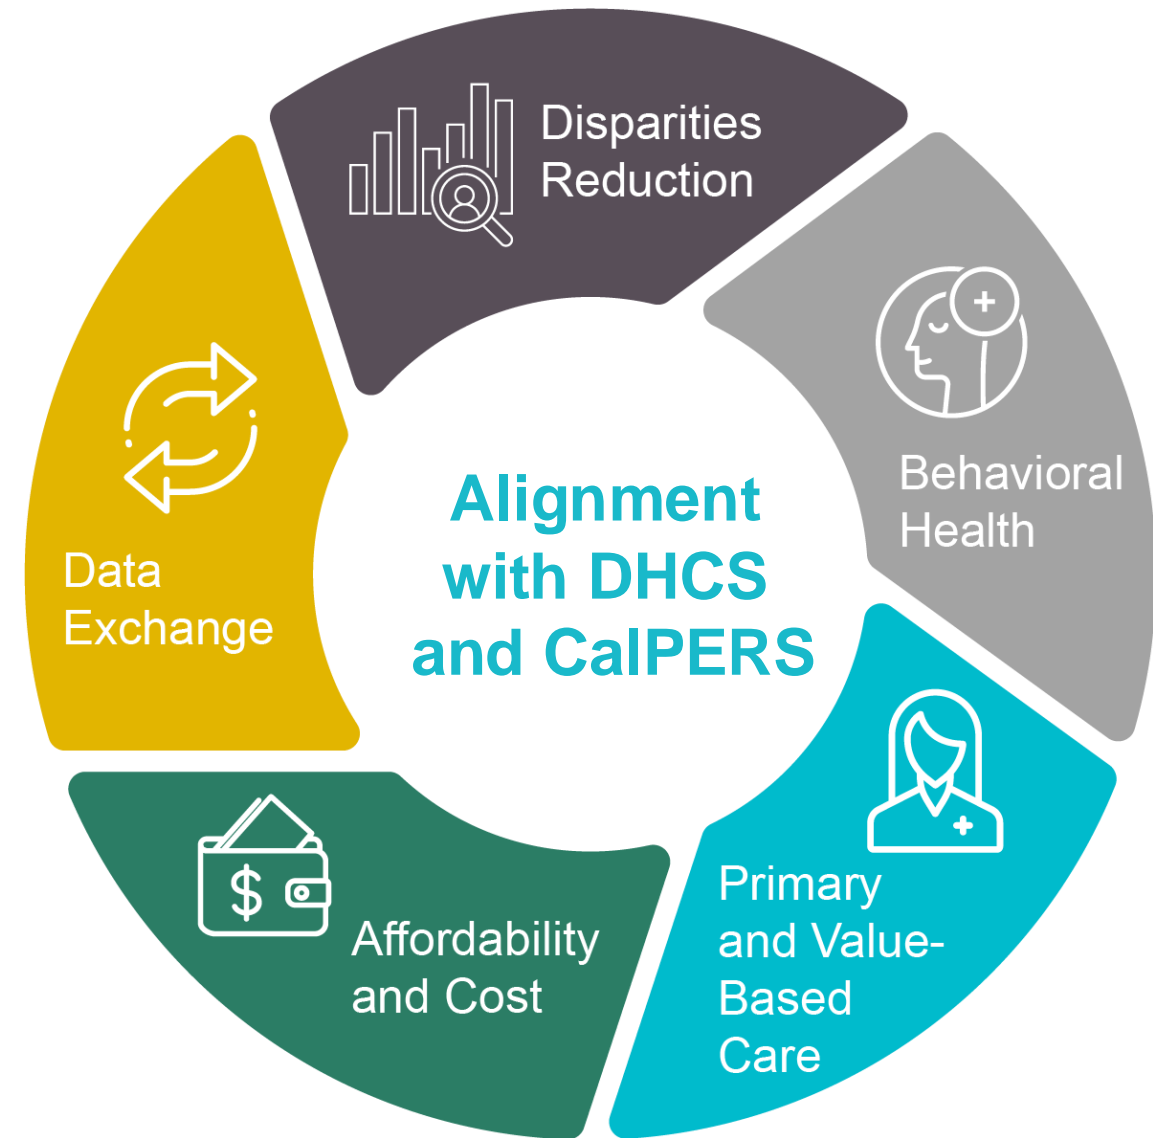 Disparities
Reduction
Behavioral
Health
Primary
and Value-
Based
Care
Affordability
and Cost
$
Data
Exchange
Alignment
with DHCS
and CalPERS